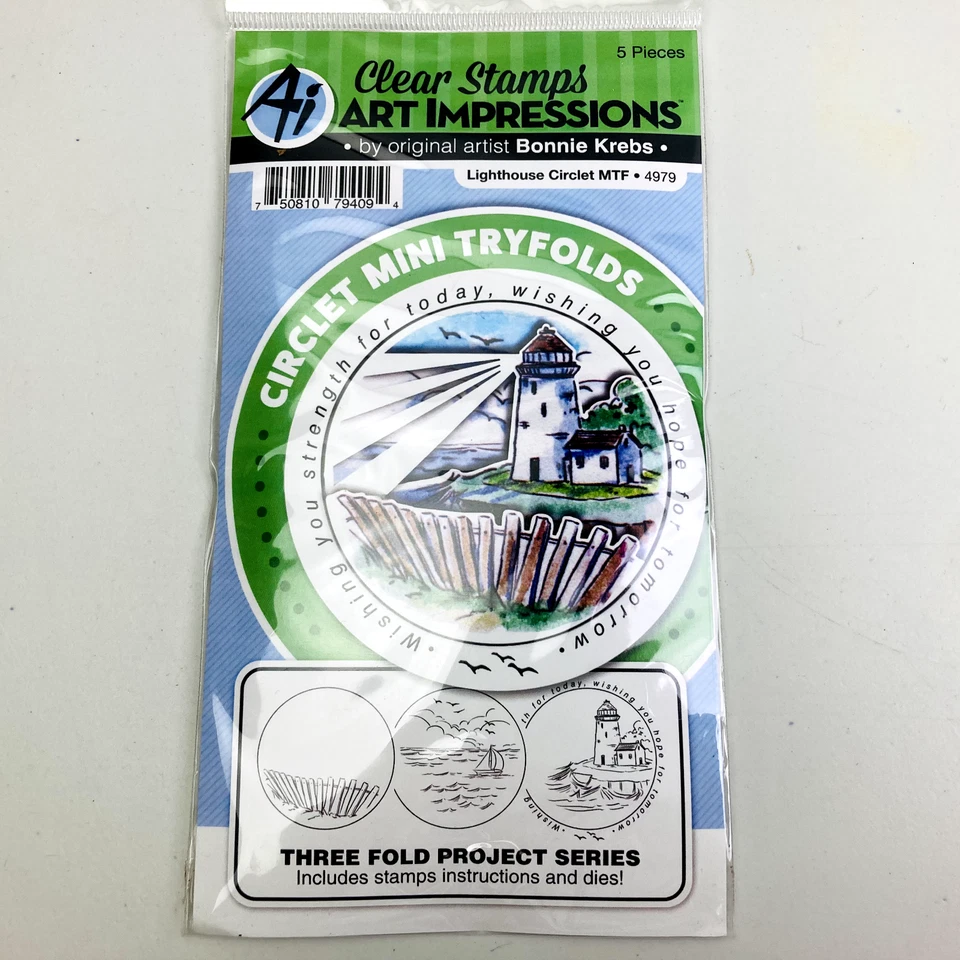 5 Pieces
Ai
Clear Stamps
ART IMPRESSIONS™
• by original artist Bonnie Krebs •
Lighthouse Circlet MTF • 4979
7 50810 79409 4
CIRCLET MINI TRYFOLDS
• Wishing you strength for today, wishing you hope for tomorrow •
• Wishing
th for today, wishing you hope for tomorrow •
THREE FOLD PROJECT SERIES
Includes stamps instructions and dies!